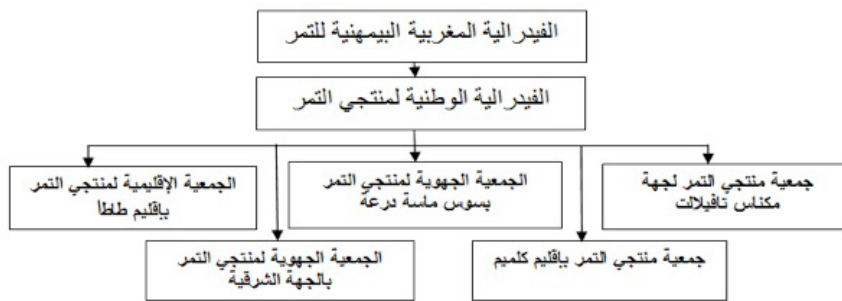 الفيدرالية المغربية البيمهنية للتمر
الفيدرالية الوطنية لمنتجي التمر
جمعية منتجي التمر لجهة
مكناس تافيلالت
الجمعية الجهوية لمنتجي التمر
بسوس ماسة درعة
الجمعية الإقليمية لمنتجي التمر
بإقليم طاطا
جمعية منتجي التمر بإقليم كلميم
الجمعية الجهوية لمنتجي التمر
بالجهة الشرقية